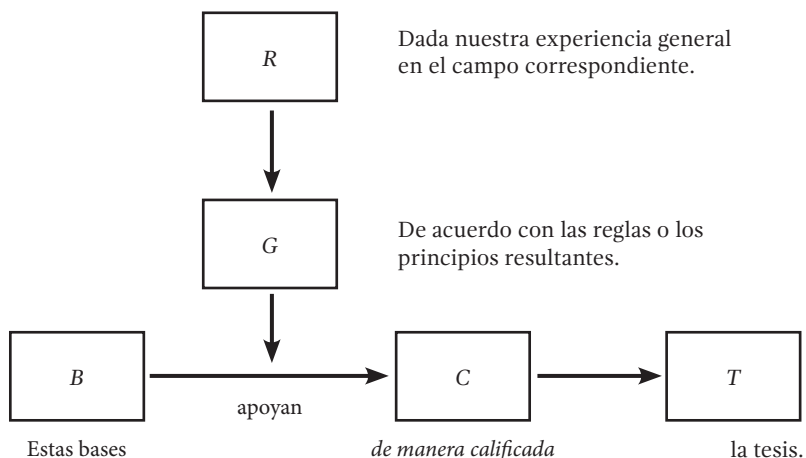 R
Dada nuestra experiencia general
en el campo correspondiente.
G
De acuerdo con las reglas o los
principios resultantes.
B
apoyan
C
T
Estas bases
de manera calificada
la tesis.